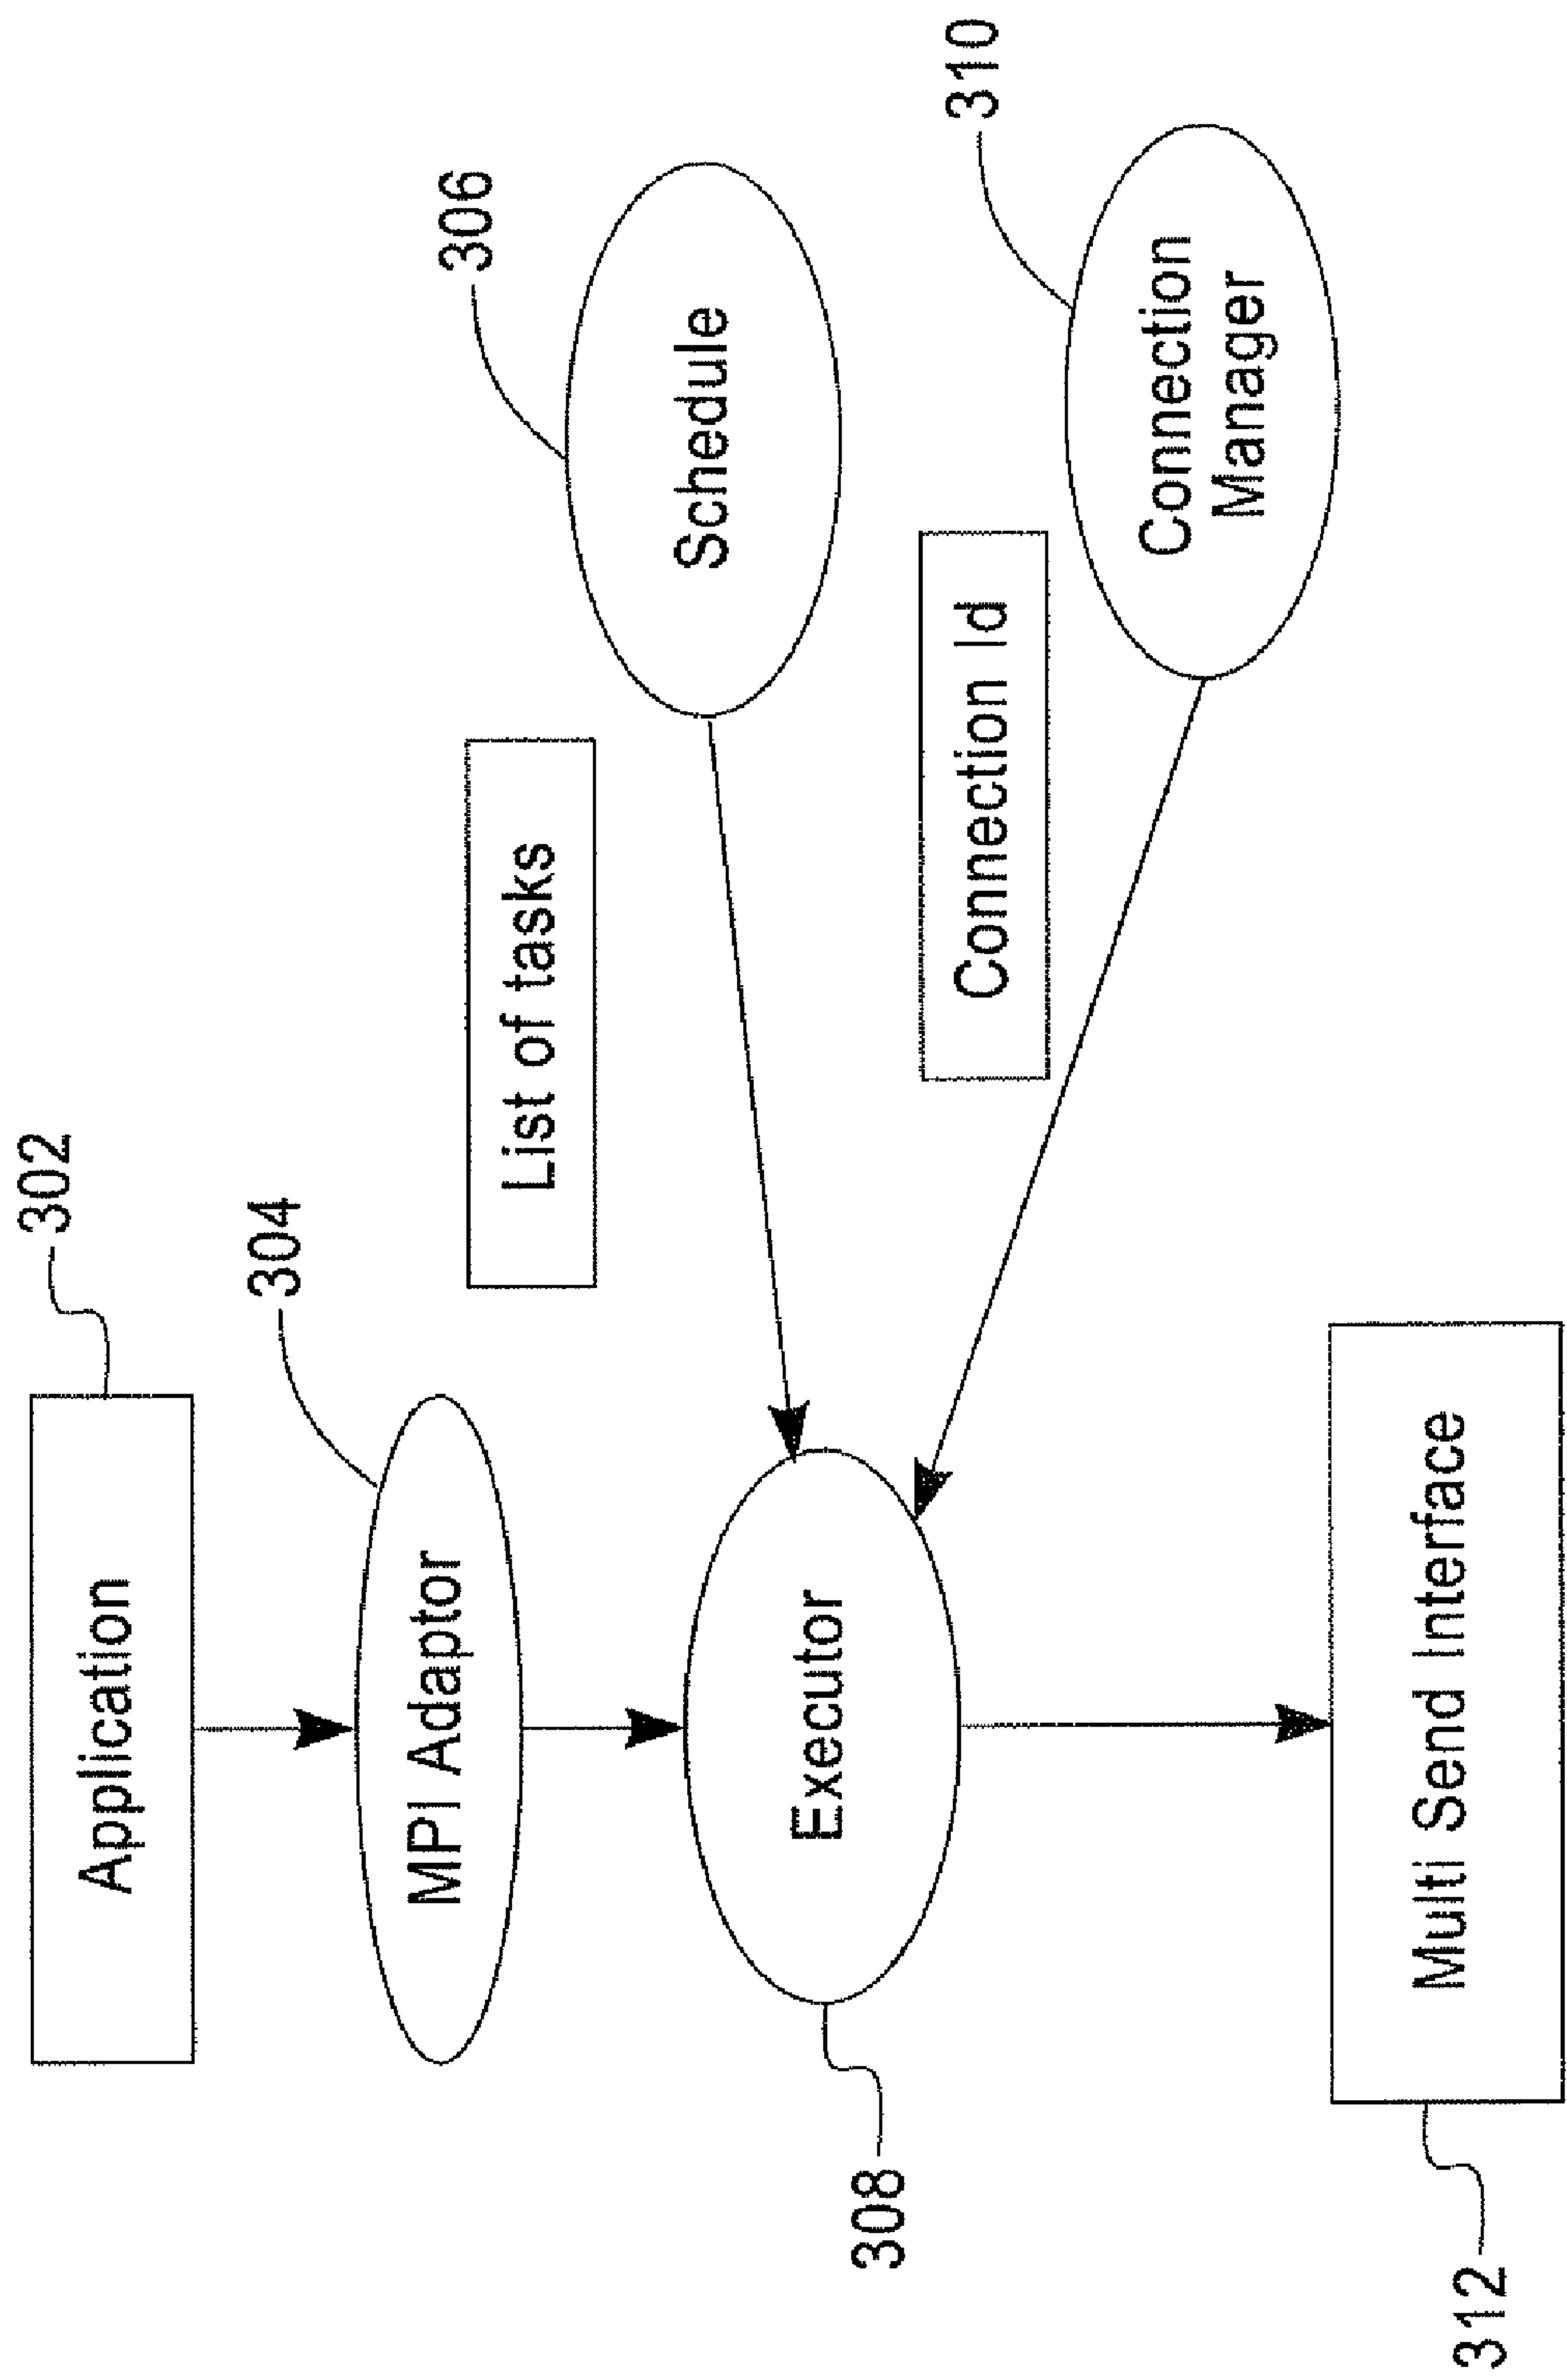 302
Application
304
MPI Adaptor
306
List of tasks
Schedule
308
Executor
310
Connection Id
Connection
Manager
312
Multi Send Interface